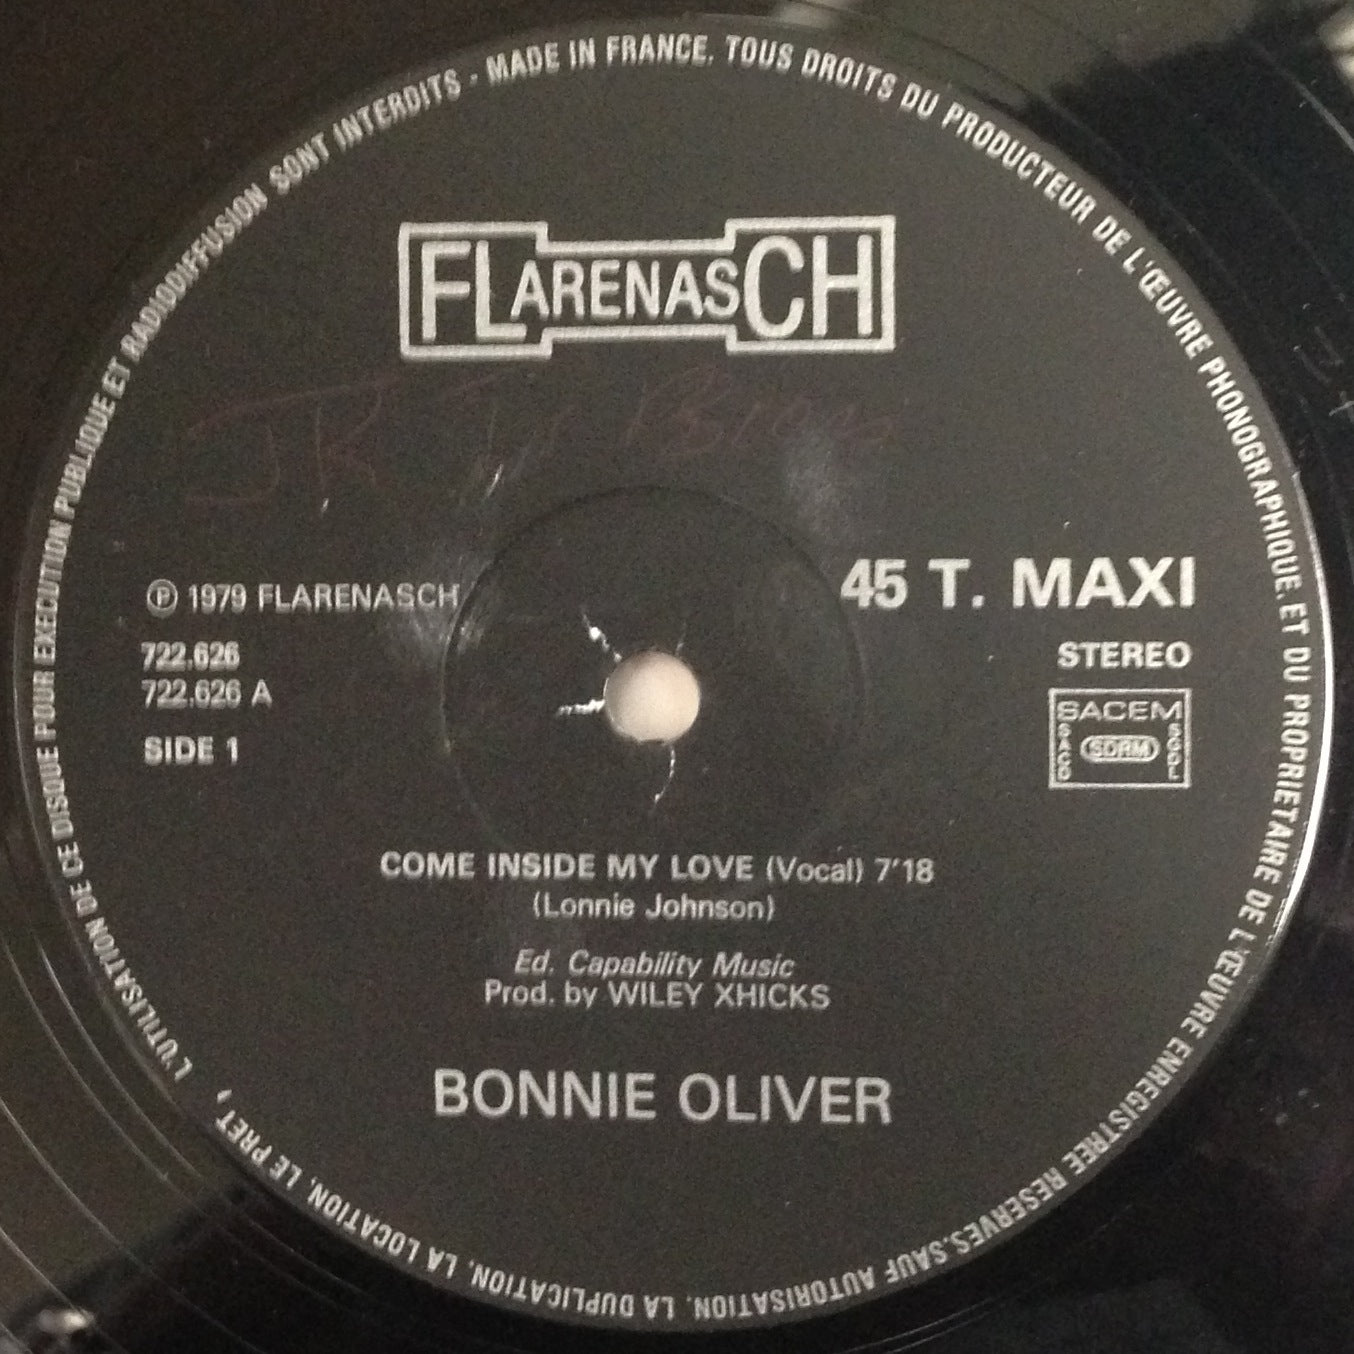 MADE IN FRANCE. TOUS DROITS DU PRODUCTEUR DE L'ŒUVRE PHONOGRAPHIQUE. ET DU PROPRIETAIRE DE L'ŒUVRE ENREGISTREE RESERVES. SAUF AUTORISATION. LA DUPLICATION. LA LOCATION. LE PRET, L'UTILISATION DE CE DISQUE POUR EXECUTION PUBLIQUE ET RADIODIFFUSION SONT INTERDITS -
FLARENASCH
℗ 1979 FLARENASCH
722.626
722.626 A
SIDE 1
45 T. MAXI
STEREO
SACEM
SACD SDRM SGDL
COME INSIDE MY LOVE (Vocal) 7'18
(Lonnie Johnson)
Ed. Capability Music
Prod. by WILEY XHICKS
BONNIE OLIVER